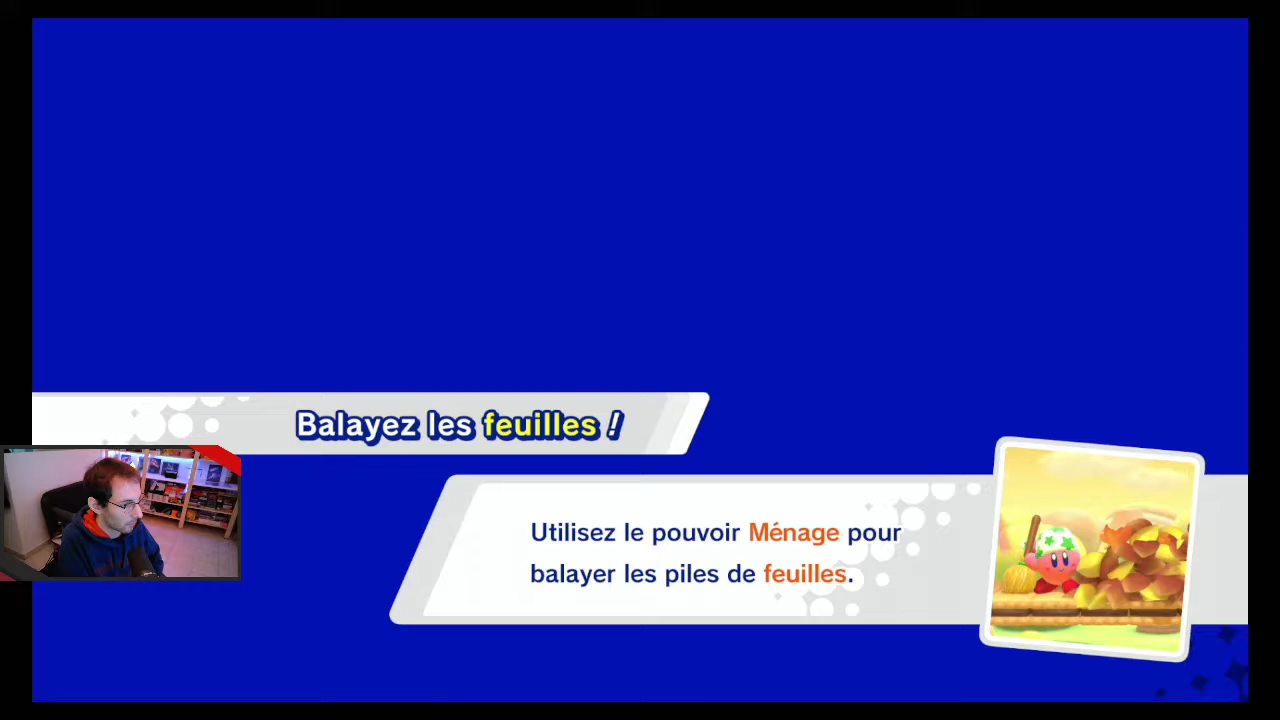 Balayez les feuilles !
Utilisez le pouvoir Ménage pour
balayer les piles de feuilles.